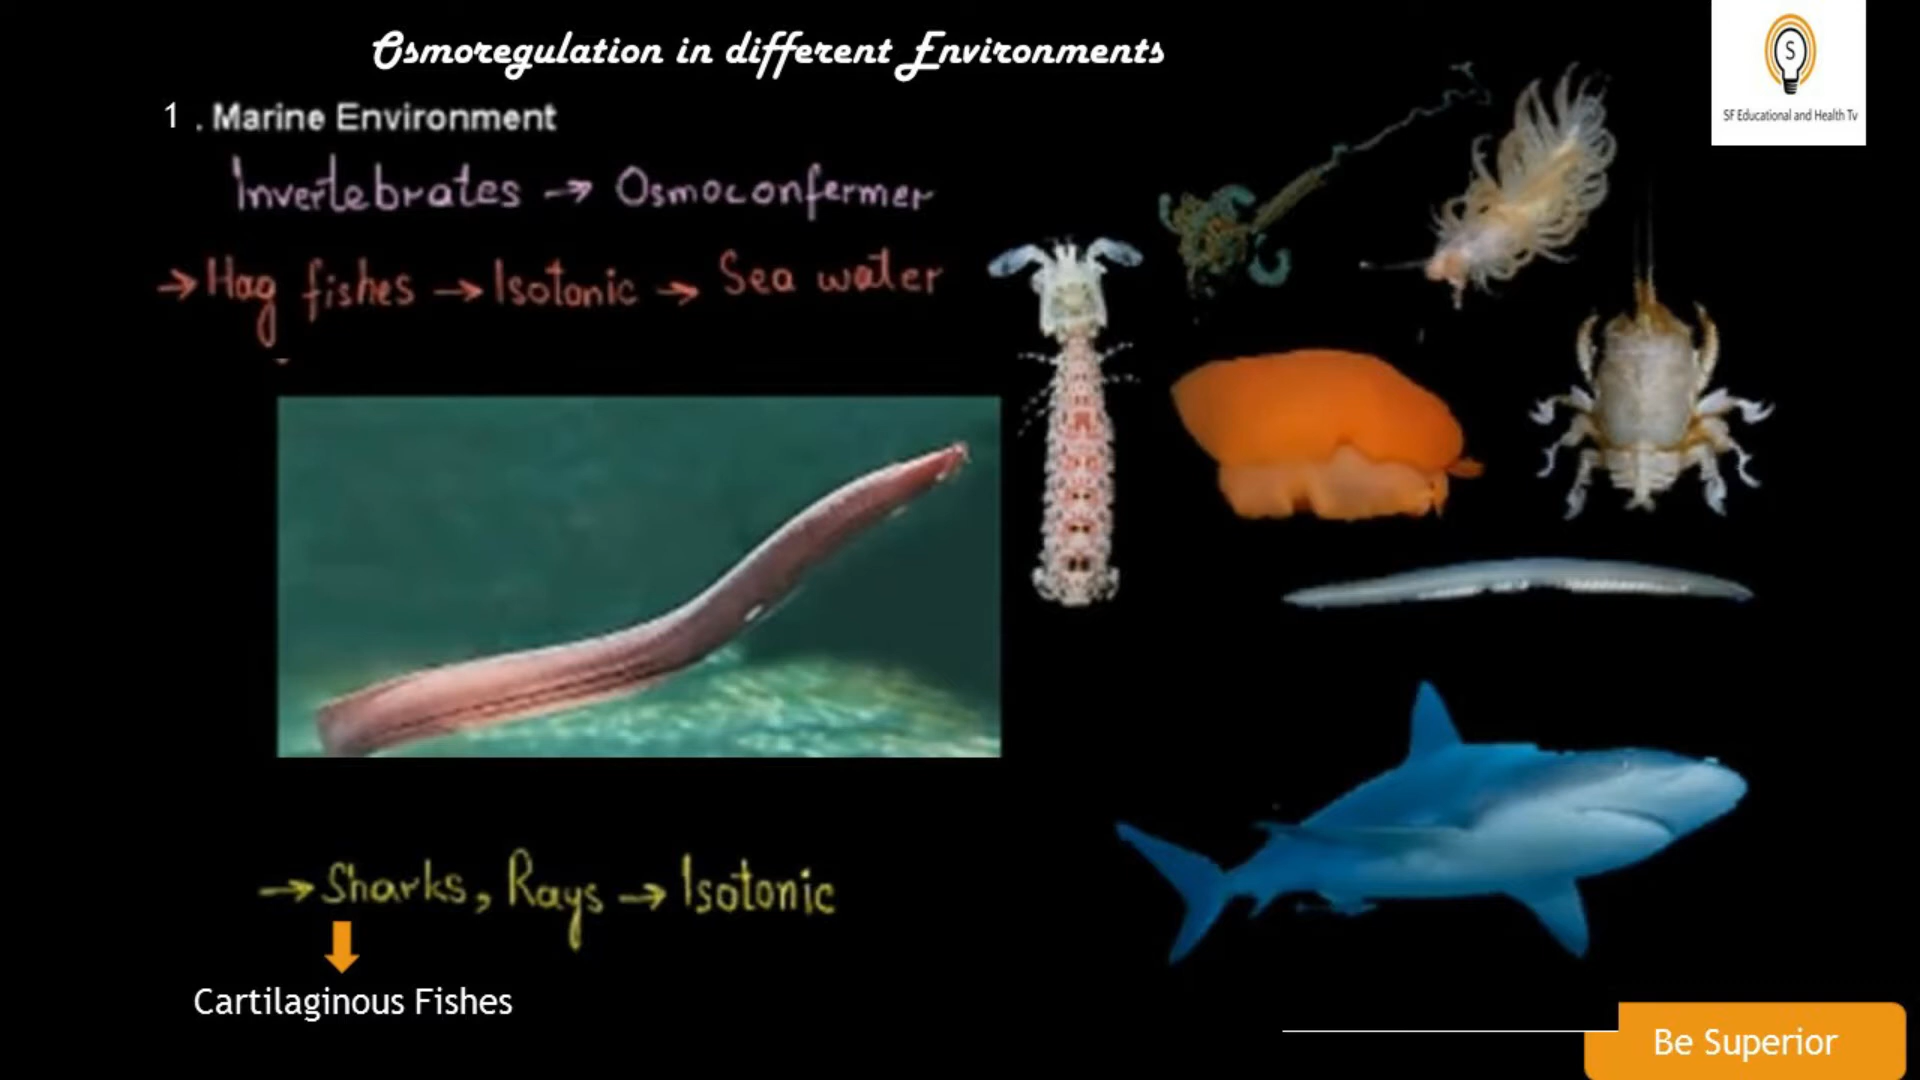 Osmoregulation in different Environments
S
SF Educational and Health Tv
1 . Marine Environment
Invertebrates → Osmoconfermer
→ Hag fishes → Isotonic → Sea water
→ Sharks, Rays → Isotonic
Cartilaginous Fishes
Be Superior